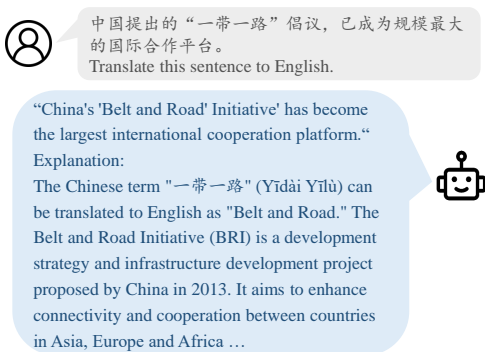 中国提出的“一带一路”倡议，已成为规模最大
的国际合作平台。
Translate this sentence to English.
“China's 'Belt and Road' Initiative' has become
the largest international cooperation platform.“
Explanation:
The Chinese term "一带一路" (Yīdài Yīlù) can
be translated to English as "Belt and Road." The
Belt and Road Initiative (BRI) is a development
strategy and infrastructure development project
proposed by China in 2013. It aims to enhance
connectivity and cooperation between countries
in Asia, Europe and Africa …